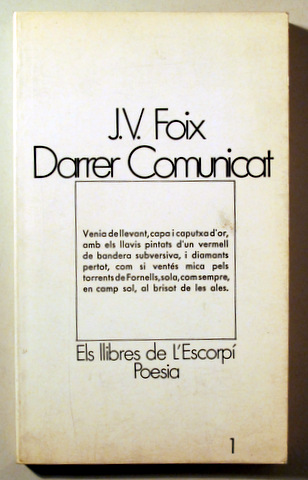 J.V. Foix
Darrer Comunicat
Venia de llevant, capa i caputxa d'or,
amb els llavis pintats d'un vermell
de bandera subversiva, i diamants
pertot, com si ventés mica pels
torrents de Fornells, sola, com sempre,
en camp sol, al brisot de les ales.
Els llibres de L'Escorpí
Poesia
1